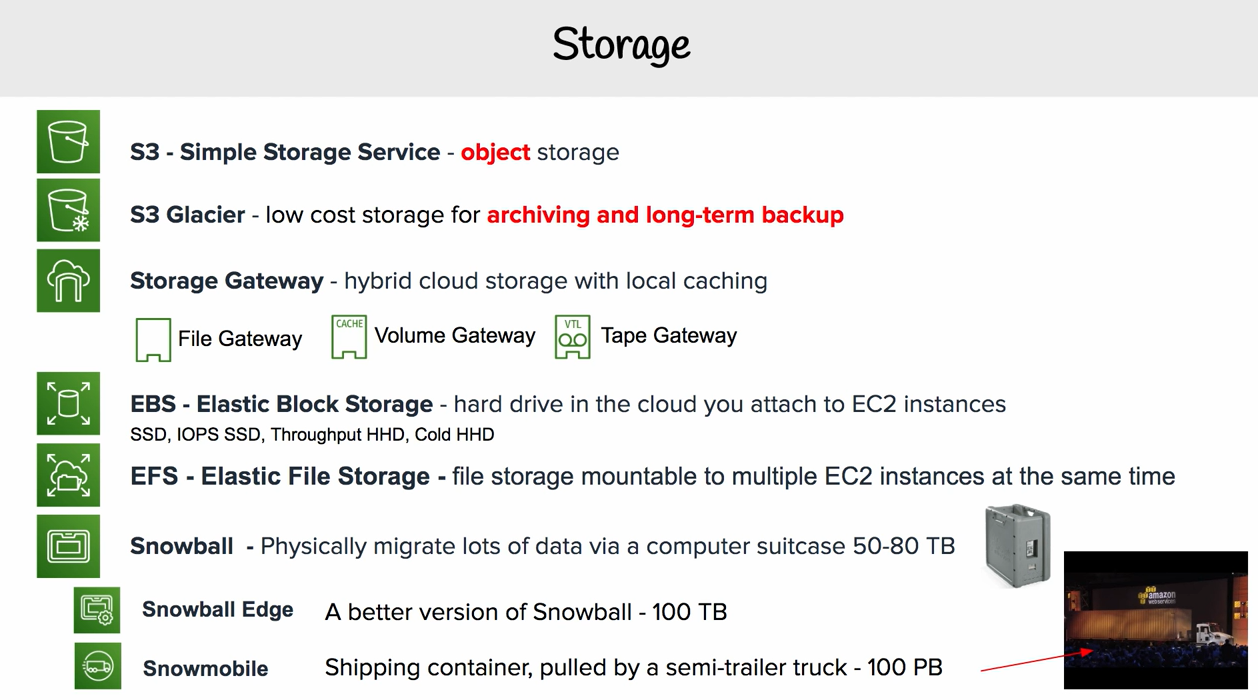 Storage
S3 - Simple Storage Service - object storage
S3 Glacier - low cost storage for archiving and long-term backup
Storage Gateway - hybrid cloud storage with local caching
File Gateway
CACHE
Volume Gateway
VTL
Tape Gateway
EBS - Elastic Block Storage - hard drive in the cloud you attach to EC2 instances
SSD, IOPS SSD, Throughput HHD, Cold HHD
EFS - Elastic File Storage - file storage mountable to multiple EC2 instances at the same time
Snowball - Physically migrate lots of data via a computer suitcase 50-80 TB
amazon
web services
Snowball Edge A better version of Snowball - 100 TB
Snowmobile Shipping container, pulled by a semi-trailer truck - 100 PB